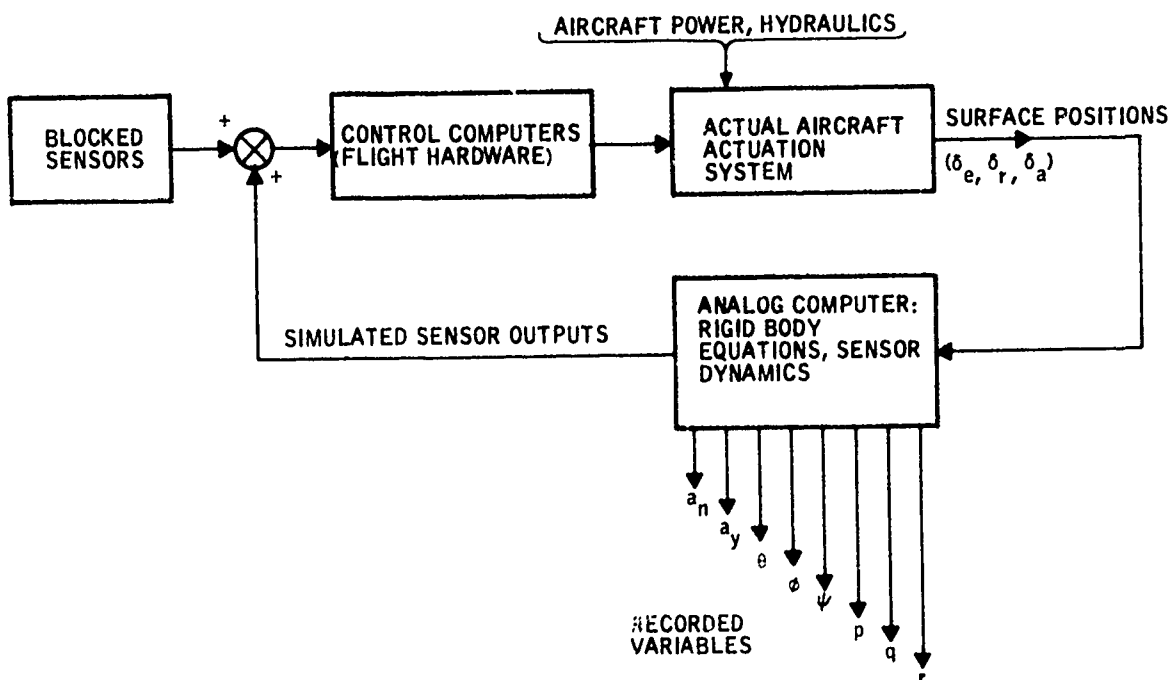 AIRCRAFT POWER, HYDRAULICS
BLOCKED
SENSORS
+
+
CONTROL COMPUTERS
(FLIGHT HARDWARE)
ACTUAL AIRCRAFT
ACTUATION
SYSTEM
SURFACE POSITIONS
(δe, δr, δa)
ANALOG COMPUTER:
RIGID BODY
EQUATIONS, SENSOR
DYNAMICS
SIMULATED SENSOR OUTPUTS
an
ay
θ
ø
ψ
p
q
r
RECORDED
VARIABLES